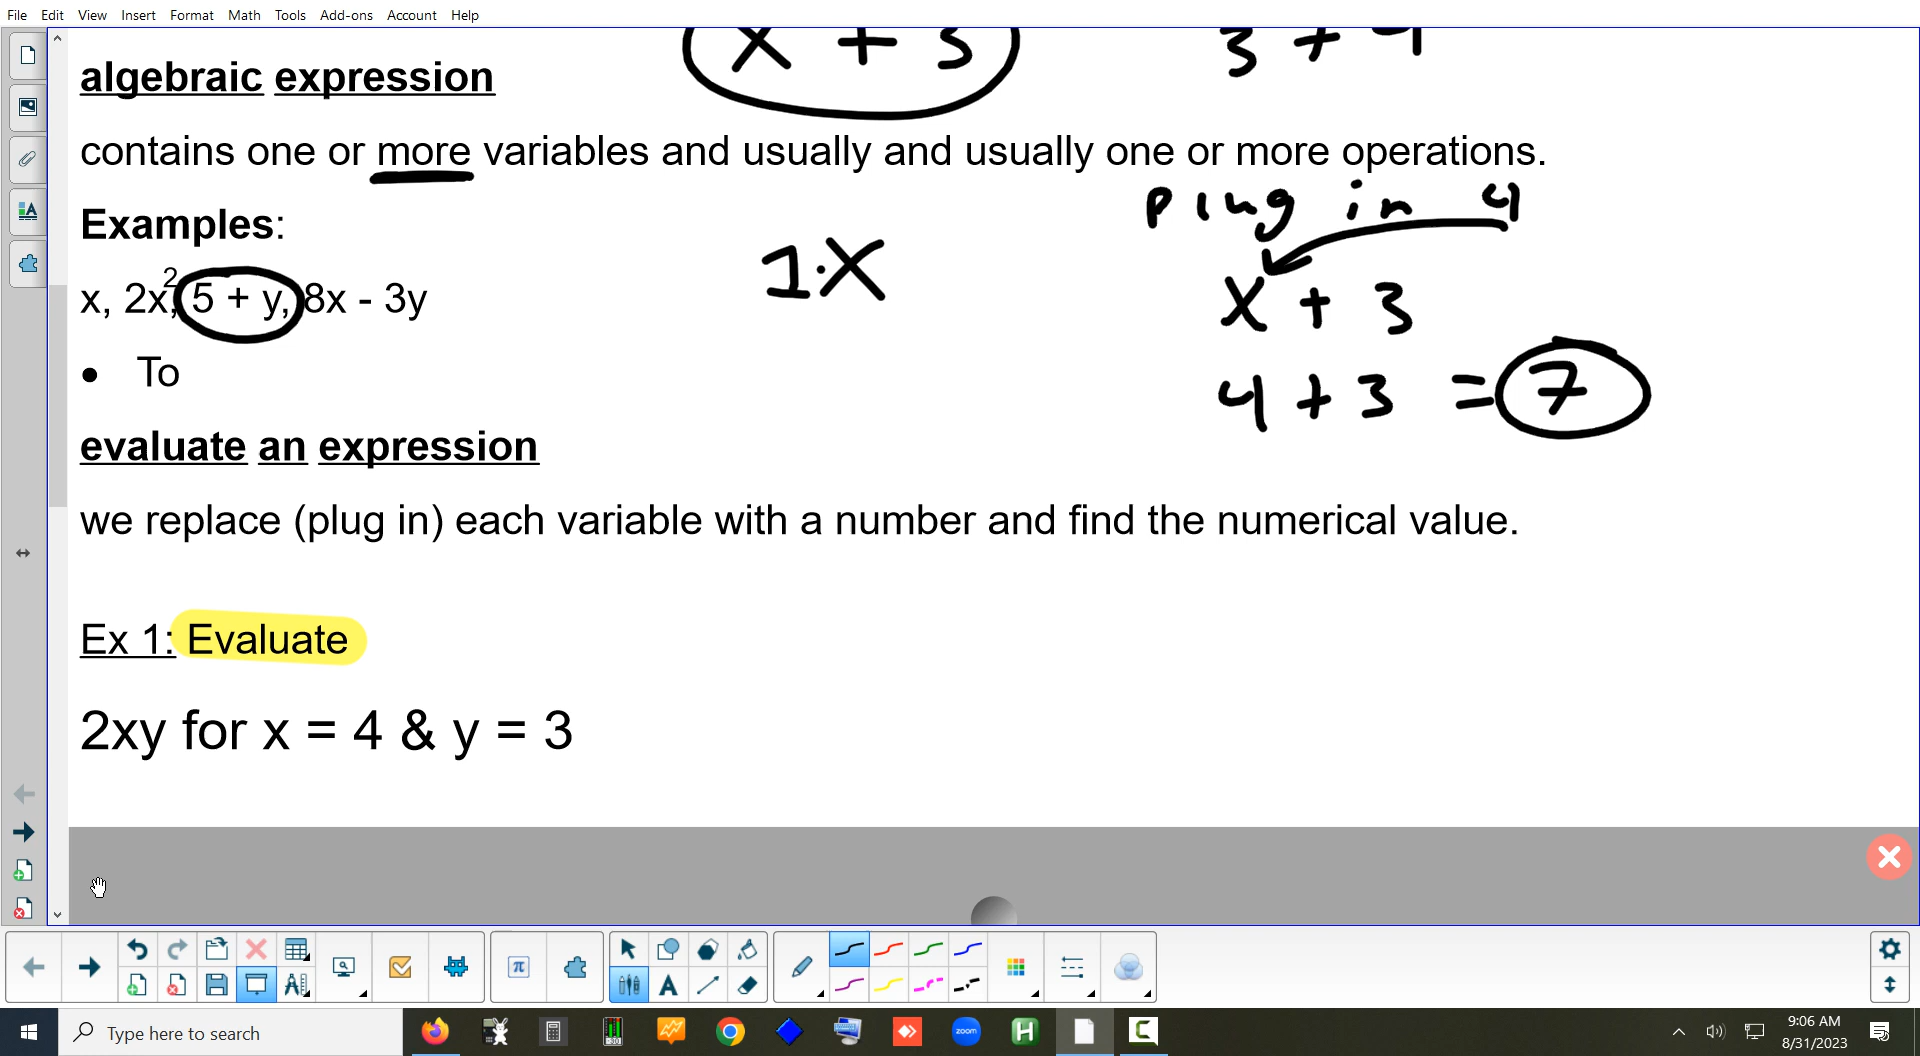 File Edit View Insert Format Math Tools Add-ons Account Help
x + 3
3 + 4
algebraic expression
contains one or more variables and usually and usually one or more operations.
plug in 4
Examples:
1·X
x, 2x², 5 + y, 8x - 3y
x + 3
• To
4 + 3 = 7
evaluate an expression
we replace (plug in) each variable with a number and find the numerical value.
Ex 1: Evaluate
2xy for x = 4 & y = 3
π
A
Type here to search
zoom
H
C
9:06 AM
8/31/2023